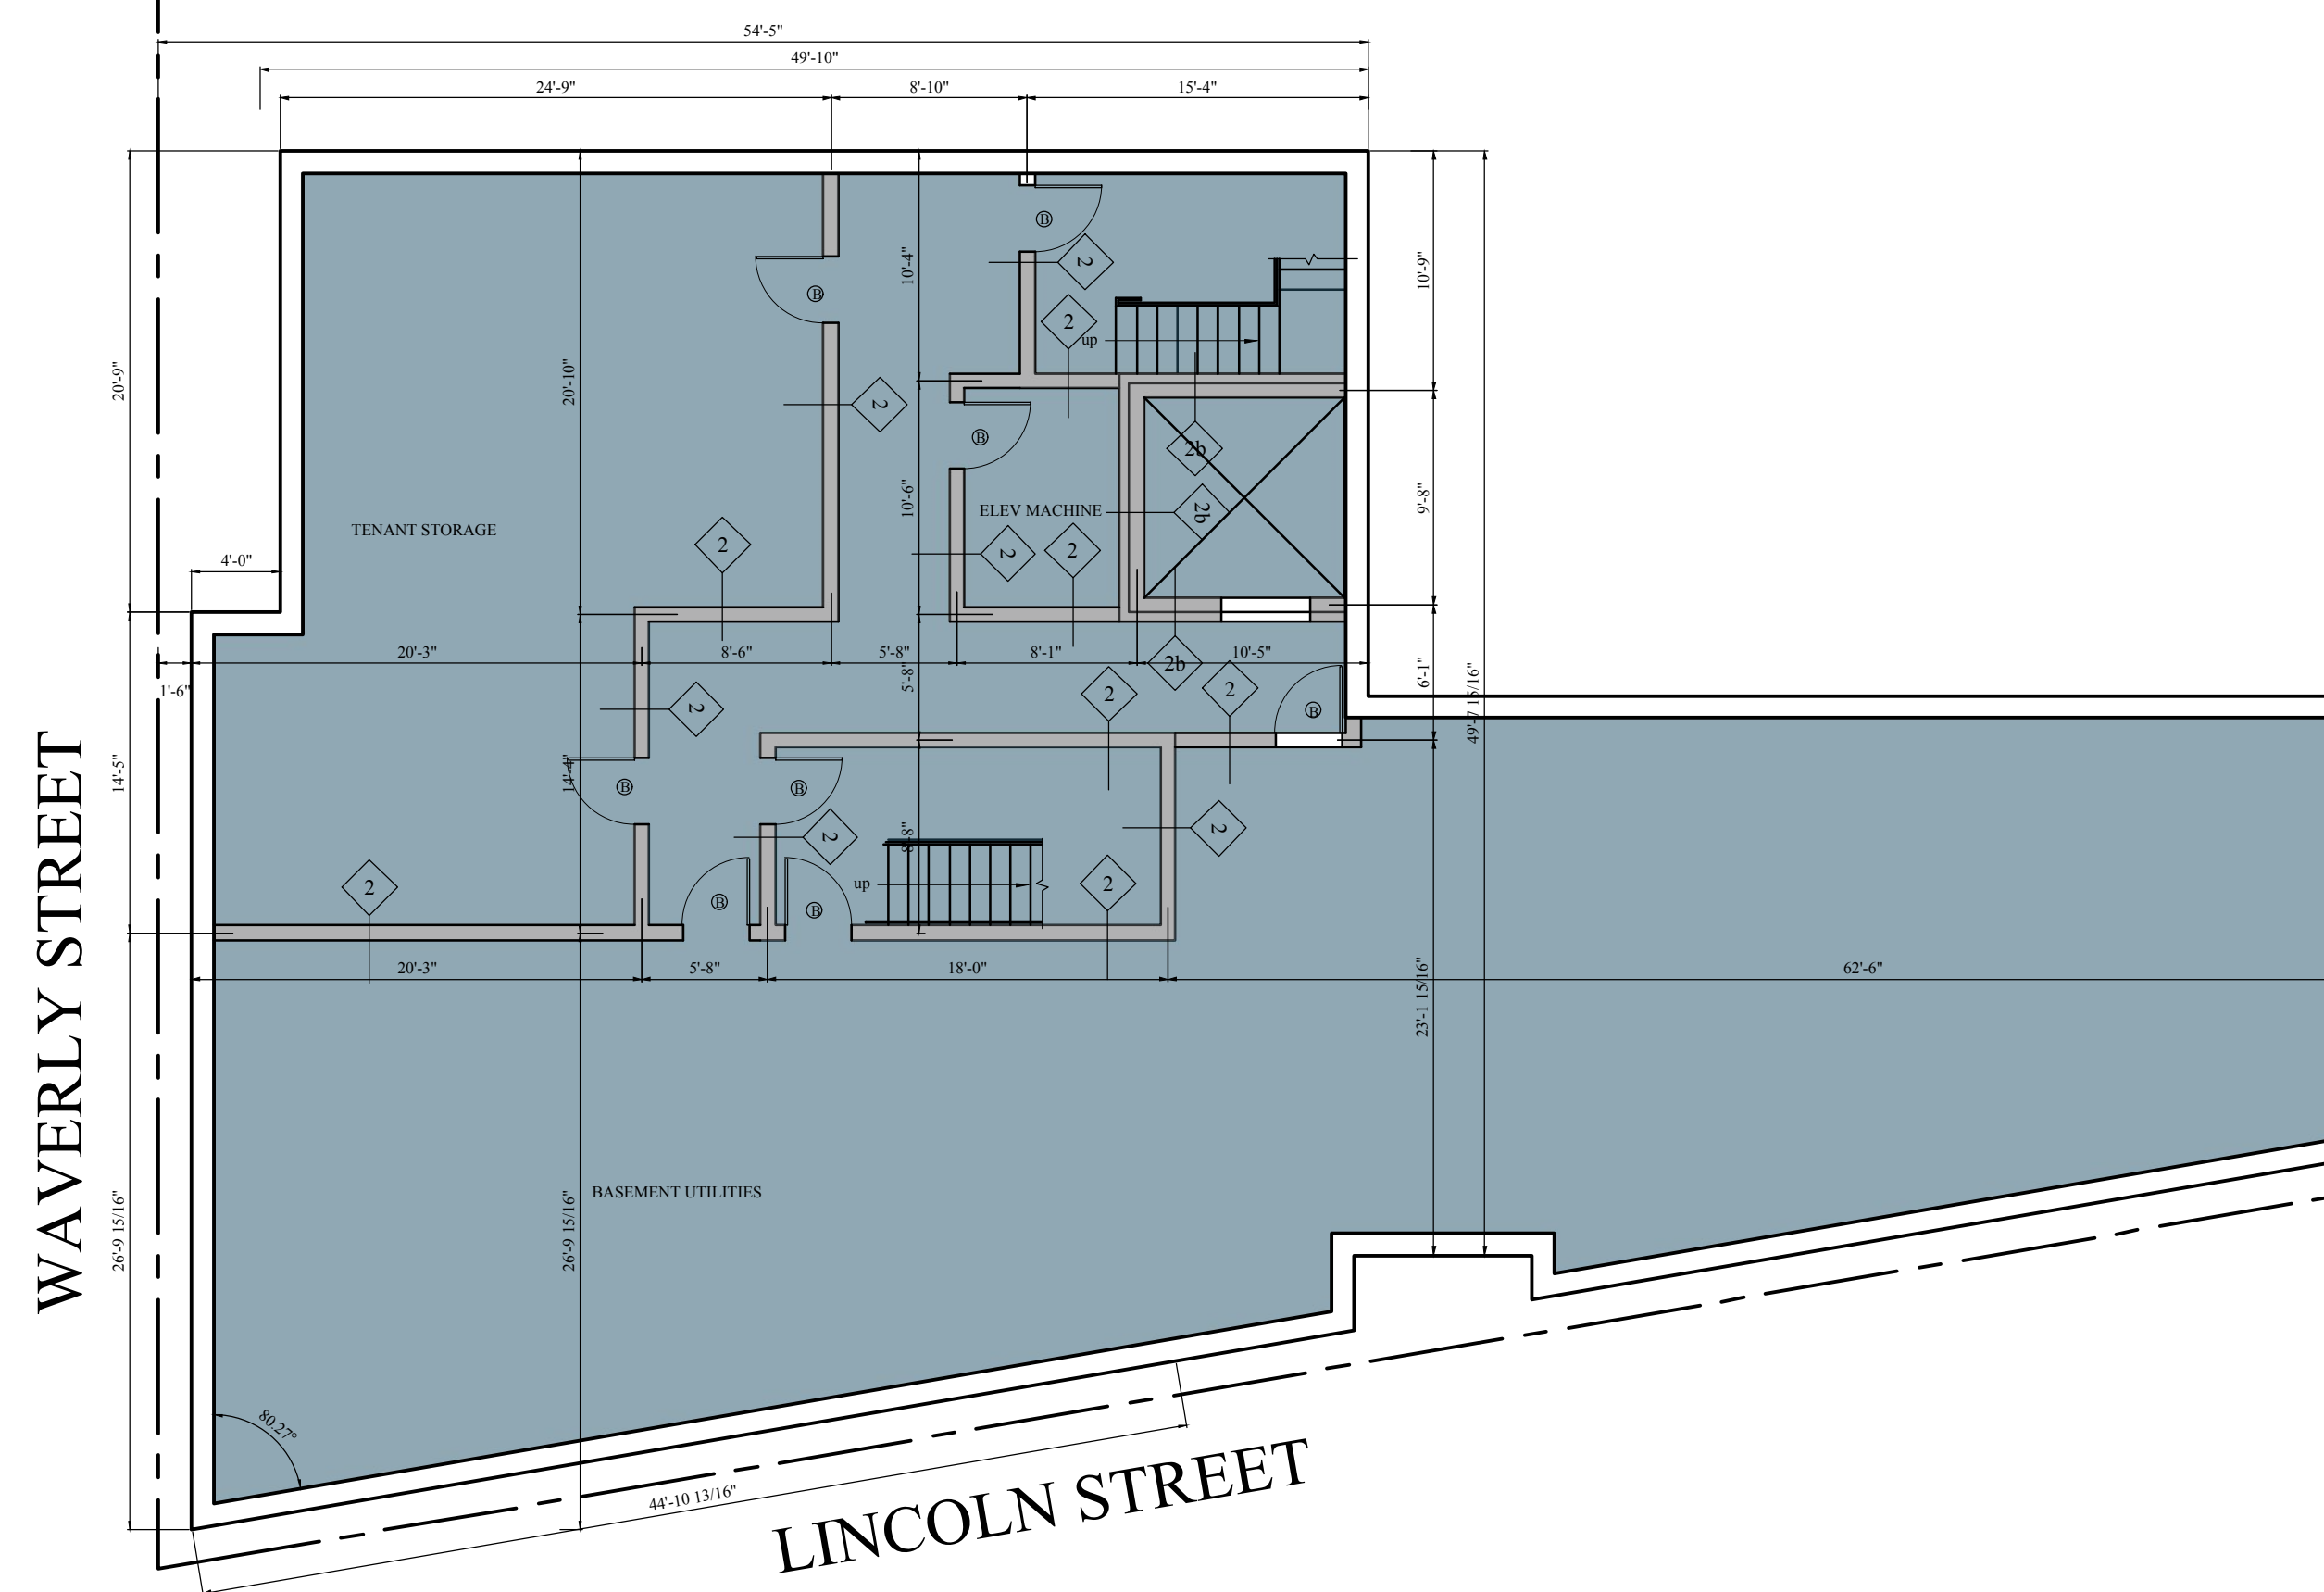 54'-5"
49'-10"
24'-9"
8'-10"
15'-4"
B
2
10'-4"
10'-9"
B
2
up
20'-9"
20'-10"
2
B
2b
10'-6"
9'-8"
ELEV MACHINE
2b
TENANT STORAGE
2
2
2
4'-0"
20'-3"
8'-6"
5'-8"
8'-1"
2b
10'-5"
1'-6"
5'-8"
6'-1"
2
2
2
B
49'-7 15/16"
14'-5"
14'-4"
B
B
2
8'-8"
2
2
up
2
B
B
20'-3"
5'-8"
18'-0"
62'-6"
23'-1 15/16"
WAVERLY STREET
BASEMENT UTILITIES
26'-9 15/16"
26'-9 15/16"
80.27°
44'-10 13/16"
LINCOLN STREET